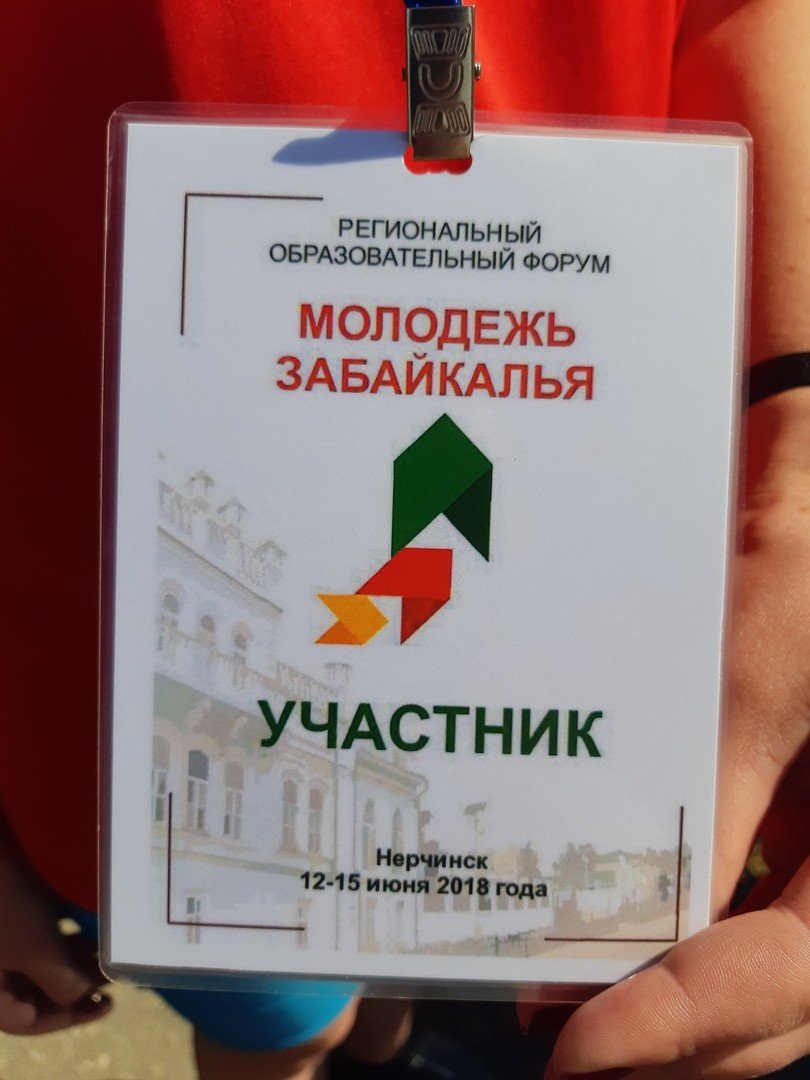 РЕГИОНАЛЬНЫЙ
ОБРАЗОВАТЕЛЬНЫЙ ФОРУМ
МОЛОДЕЖЬ
ЗАБАЙКАЛЬЯ
УЧАСТНИК
Нерчинск
12-15 июня 2018 года